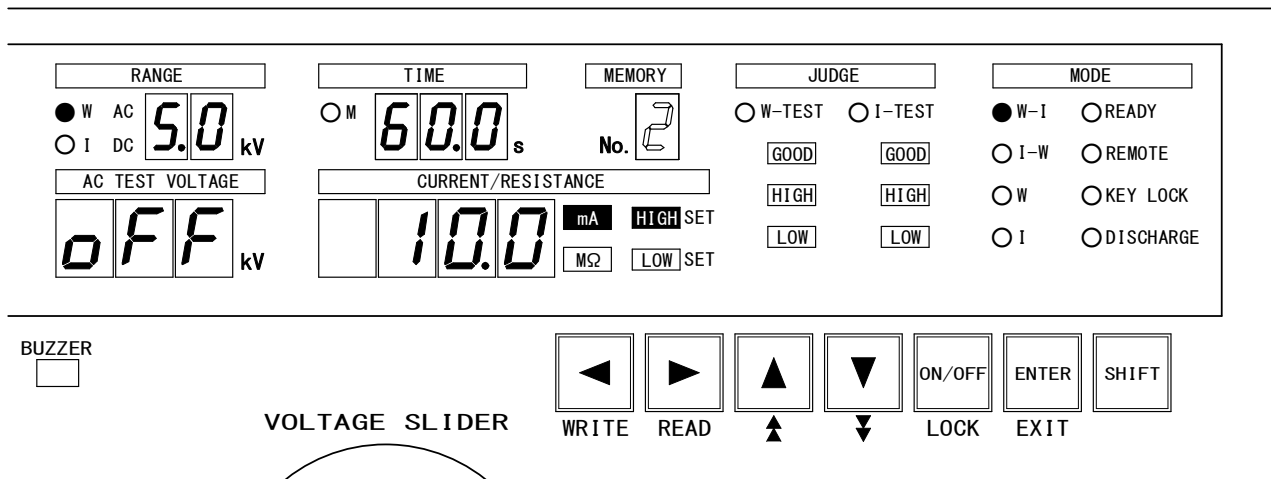 RANGE TIME MEMORY JUDGE MODE
W AC 5.0 kV M 60.0 s No. 2 W-TEST I-TEST W-I READY
I DC GOOD GOOD I-W REMOTE
AC TEST VOLTAGE CURRENT/RESISTANCE HIGH HIGH W KEY LOCK
oFF kV 10.0 mA HIGH SET LOW LOW I DISCHARGE
MΩ LOW SET
BUZZER
◀ ▶ ▲ ▼ ON/OFF ENTER SHIFT
VOLTAGE SLIDER WRITE READ LOCK EXIT